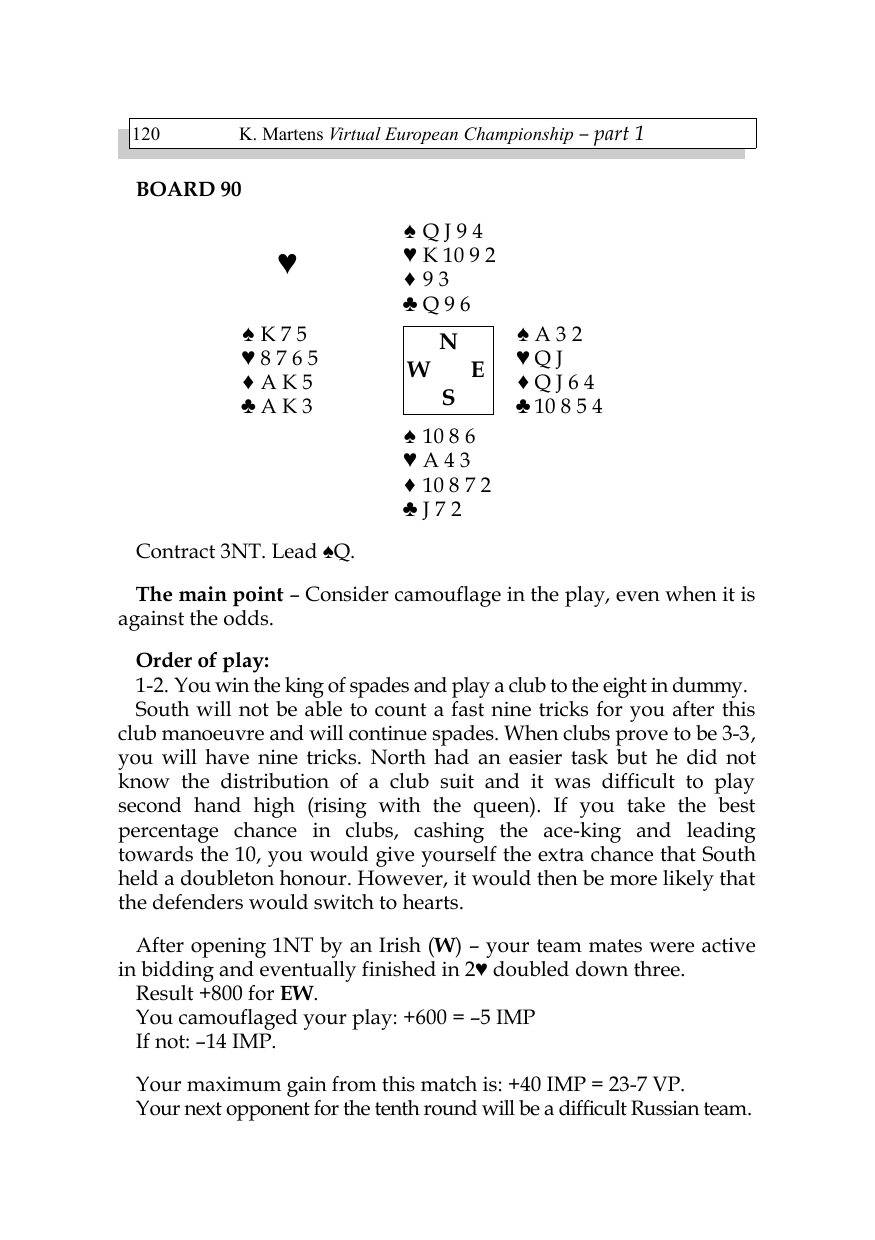 120 K. Martens Virtual European Championship – part 1
BOARD 90
♠ Q J 9 4
♥ K 10 9 2
♦ 9 3
♣ Q 9 6
♥
♠ K 7 5
♥ 8 7 6 5
♦ A K 5
♣ A K 3
N
W E
S
♠ A 3 2
♥ Q J
♦ Q J 6 4
♣ 10 8 5 4
♠ 10 8 6
♥ A 4 3
♦ 10 8 7 2
♣ J 7 2
Contract 3NT. Lead ♠Q.
The main point – Consider camouflage in the play, even when it is
against the odds.
Order of play:
1-2. You win the king of spades and play a club to the eight in dummy.
South will not be able to count a fast nine tricks for you after this
club manoeuvre and will continue spades. When clubs prove to be 3-3,
you will have nine tricks. North had an easier task but he did not
know the distribution of a club suit and it was difficult to play
second hand high (rising with the queen). If you take the best
percentage chance in clubs, cashing the ace-king and leading
towards the 10, you would give yourself the extra chance that South
held a doubleton honour. However, it would then be more likely that
the defenders would switch to hearts.
After opening 1NT by an Irish (W) – your team mates were active
in bidding and eventually finished in 2♥ doubled down three.
Result +800 for EW.
You camouflaged your play: +600 = –5 IMP
If not: –14 IMP.
Your maximum gain from this match is: +40 IMP = 23-7 VP.
Your next opponent for the tenth round will be a difficult Russian team.